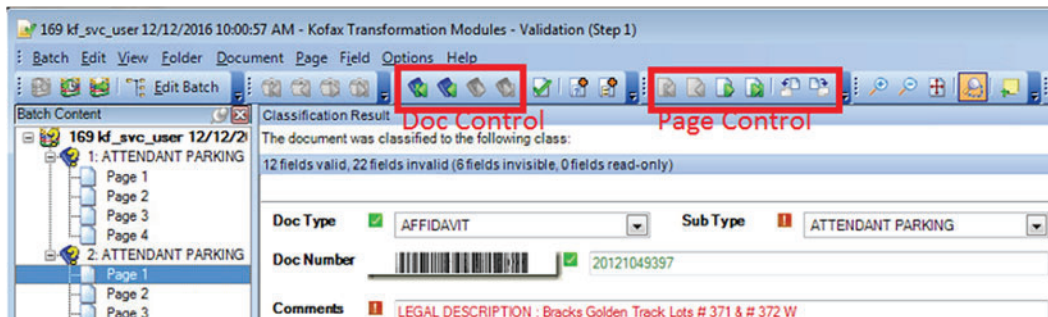 169 kf_svc_user 12/12/2016 10:00:57 AM - Kofax Transformation Modules - Validation (Step 1)
Batch Edit View Folder Document Page Field Options Help
Edit Batch
Batch Content
169 kf_svc_user 12/12/2
1: ATTENDANT PARKING
Page 1
Page 2
Page 3
Page 4
2: ATTENDANT PARKING
Page 1
Page 2
Page 3
Classification Result
Doc Control
Page Control
The document was classified to the following class:
12 fields valid, 22 fields invalid (6 fields invisible, 0 fields read-only)
Doc Type AFFIDAVIT Sub Type ATTENDANT PARKING
Doc Number 20121049397
Comments LEGAL DESCRIPTION : Bracks Golden Track Lots # 371 & # 372 W